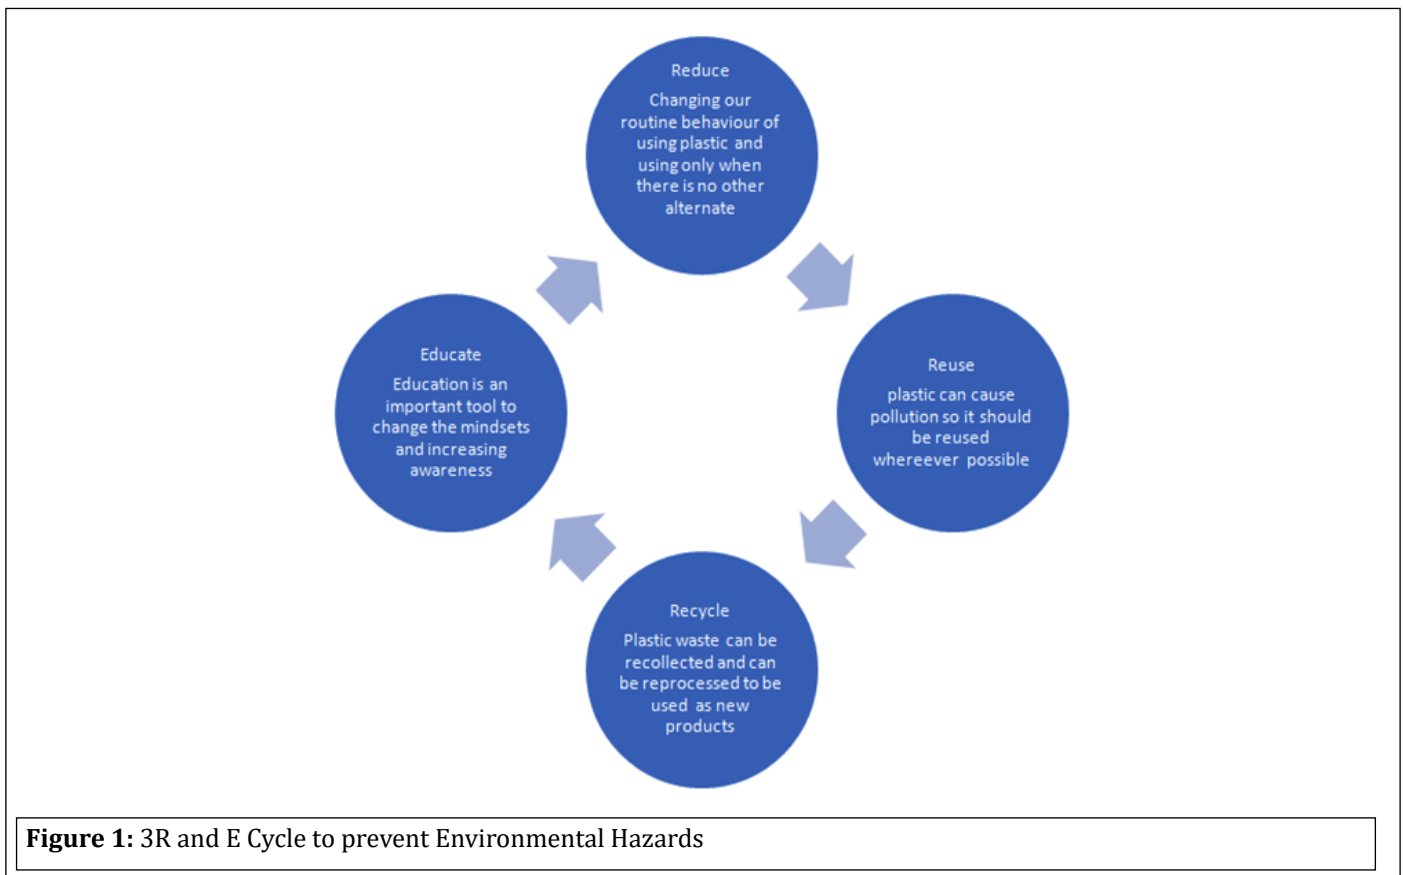 Reduce
Changing our
routine behaviour of
using plastic and
using only when
there is no other
alternate
Reuse
plastic can cause
pollution so it should
be reused
whereever possible
Recycle
Plastic waste can be
recollected and can
be reprocessed to be
used as new
products
Educate
Education is an
important tool to
change the mindsets
and increasing
awareness
Figure 1: 3R and E Cycle to prevent Environmental Hazards